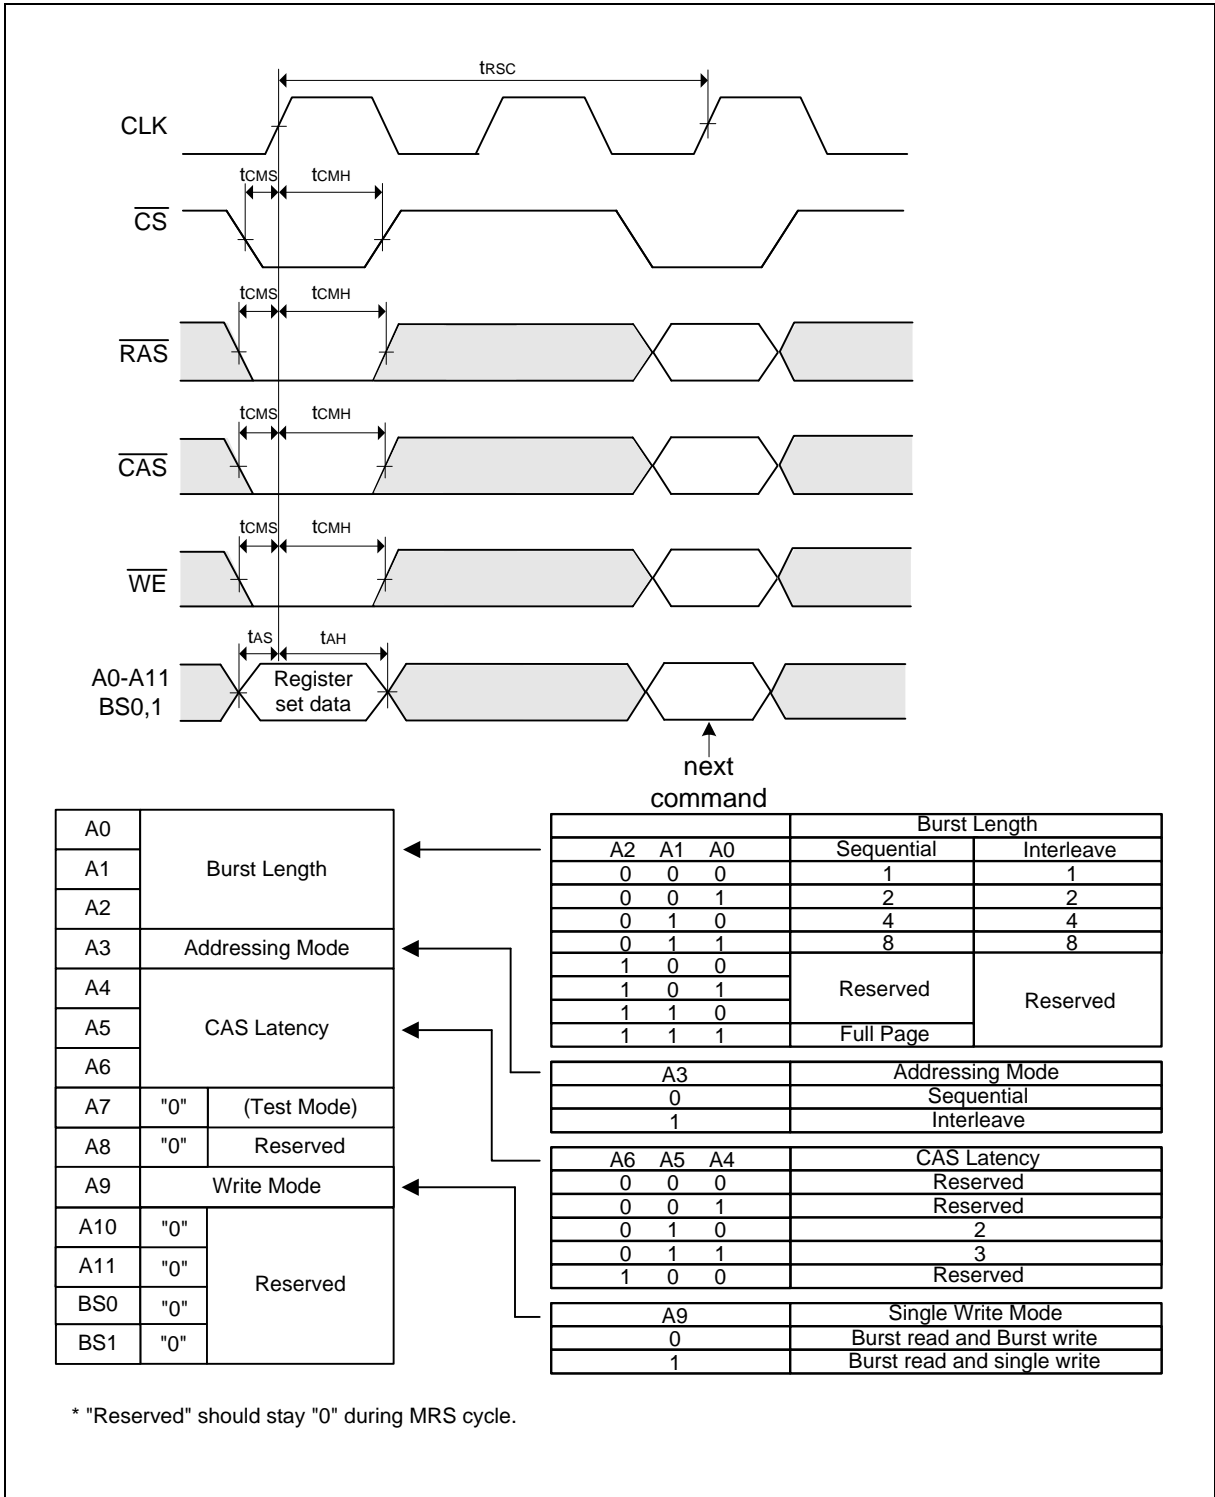 tRSC
CLK
tCMS tCMH
CS
tCMS tCMH
RAS
tCMS tCMH
CAS
tCMS tCMH
WE
tAS tAH
A0-A11
BS0,1
Register
set data
next
command
A0
A1
A2
Burst Length
A3 Addressing Mode
A4
A5
A6
CAS Latency
A7 "0" (Test Mode)
A8 "0" Reserved
A9 Write Mode
A10 "0"
A11 "0"
BS0 "0"
BS1 "0"
Reserved
Burst Length
A2 A1 A0 Sequential Interleave
0 0 0 1 1
0 0 1 2 2
0 1 0 4 4
0 1 1 8 8
1 0 0
1 0 1 Reserved Reserved
1 1 0
1 1 1 Full Page
A3 Addressing Mode
0 Sequential
1 Interleave
A6 A5 A4 CAS Latency
0 0 0 Reserved
0 0 1 Reserved
0 1 0 2
0 1 1 3
1 0 0 Reserved
A9 Single Write Mode
0 Burst read and Burst write
1 Burst read and single write
* "Reserved" should stay "0" during MRS cycle.